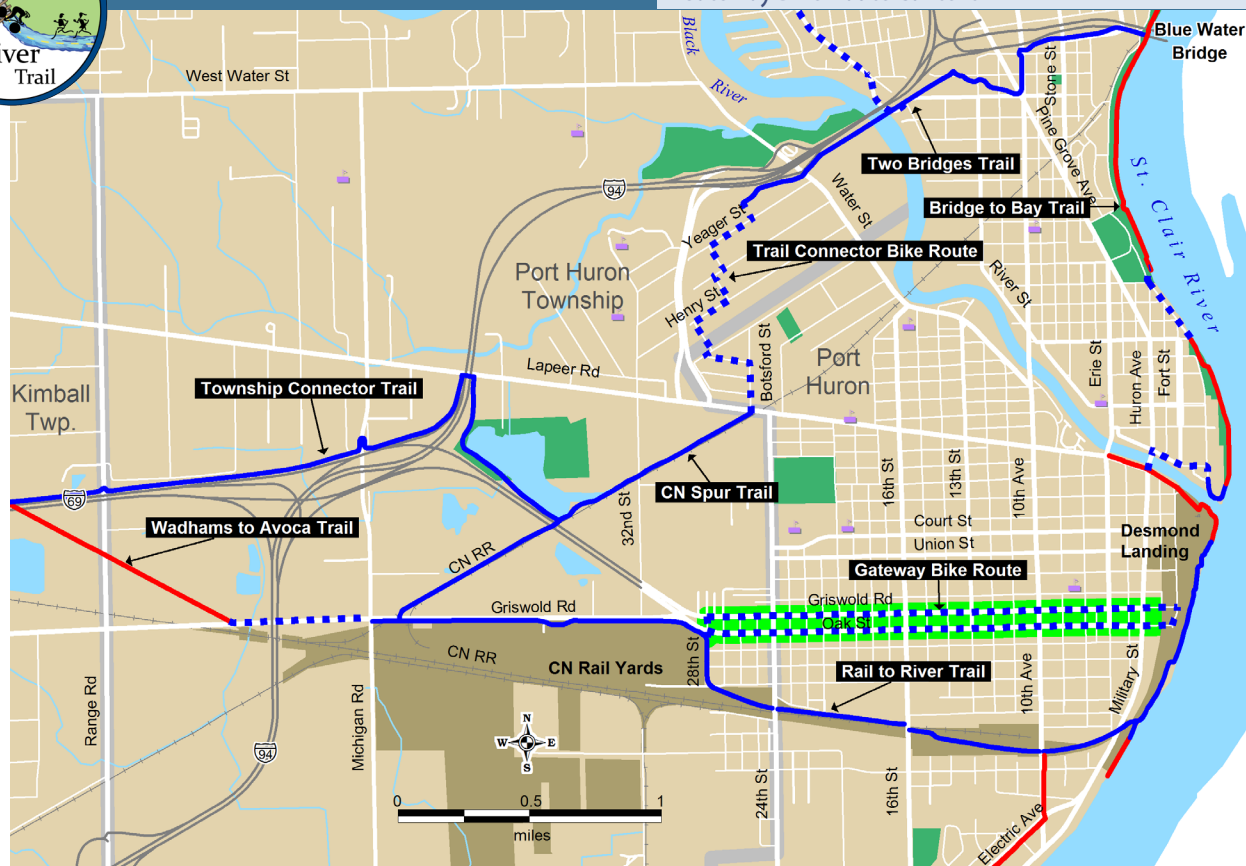 Trail
Blue Water
Bridge
Black
River
West Water St
Stone St
Pine Grove Ave
Two Bridges Trail
94
St. Clair River
Water St
Bridge to Bay Trail
Yeager St
Trail Connector Bike Route
Port Huron
Township
River St
Henry St
Botsford St
Port
Huron
Lapeer Rd
Erie St
Huron Ave
Fort St
Kimball
Twp.
Township Connector Trail
CN Spur Trail
16th St
13th St
10th Ave
69
32nd St
Wadhams to Avoca Trail
Court St
Union St
Desmond
Landing
CN RR
Gateway Bike Route
Griswold Rd
Griswold Rd
Oak St
CN RR
CN Rail Yards
28th St
Rail to River Trail
10th Ave
Military St
Range Rd
Michigan Rd
94
N
W E
S
24th St
16th St
0 0.5 1
miles
Electric Ave